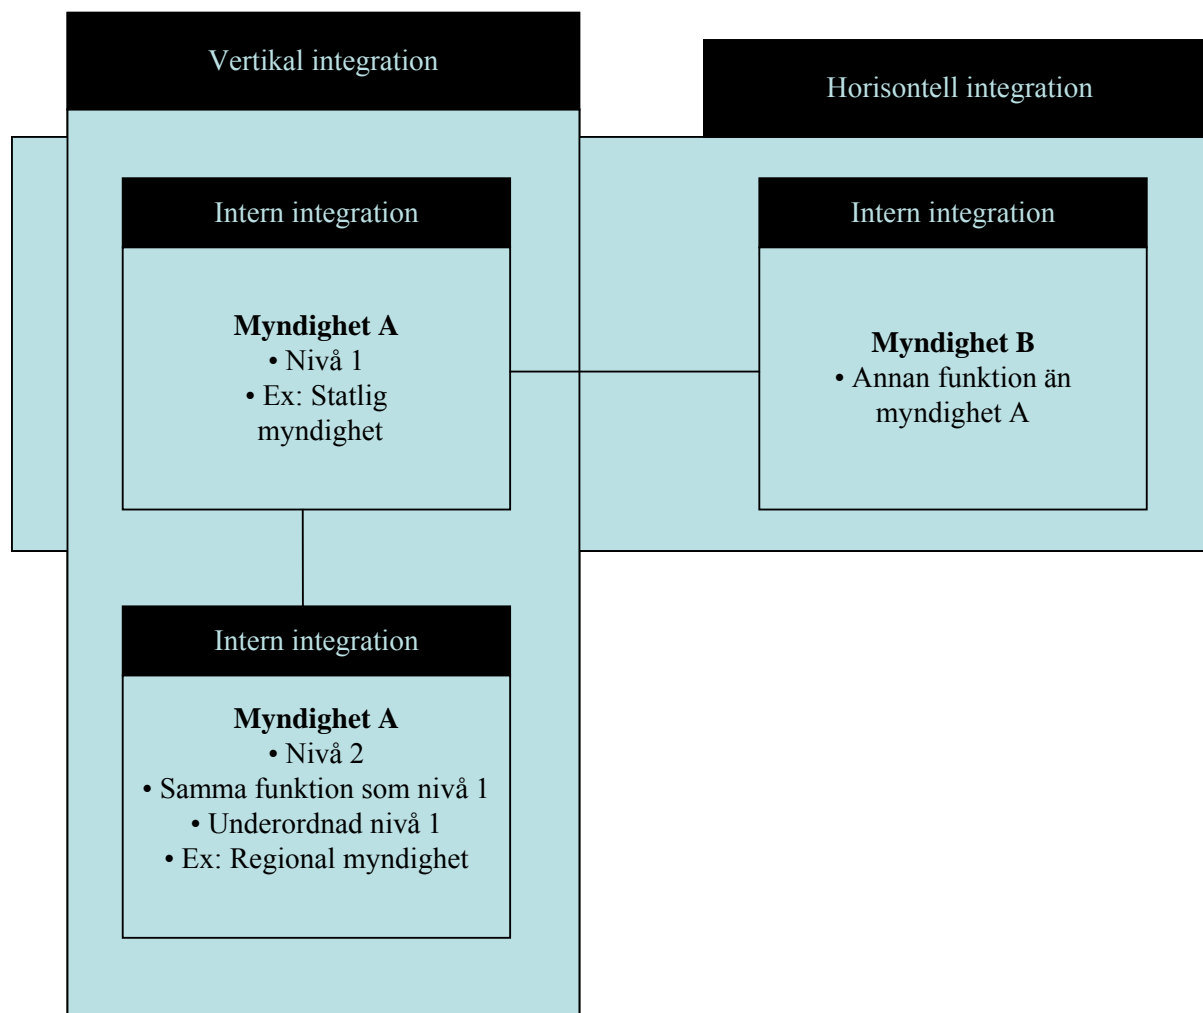 Vertikal integration
Horisontell integration
Intern integration
Myndighet A
• Nivå 1
• Ex: Statlig
myndighet
Intern integration
Myndighet B
• Annan funktion än
myndighet A
Intern integration
Myndighet A
• Nivå 2
• Samma funktion som nivå 1
• Underordnad nivå 1
• Ex: Regional myndighet